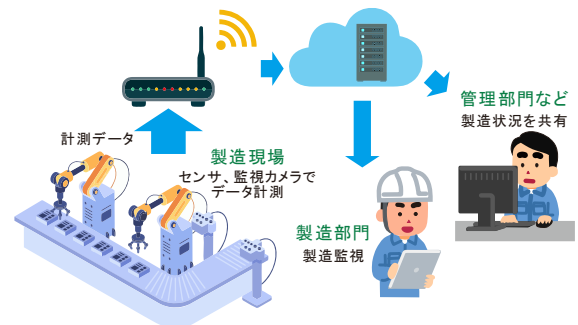 計測データ
製造現場
センサ、監視カメラで
データ計測
製造部門
製造監視
管理部門など
製造状況を共有